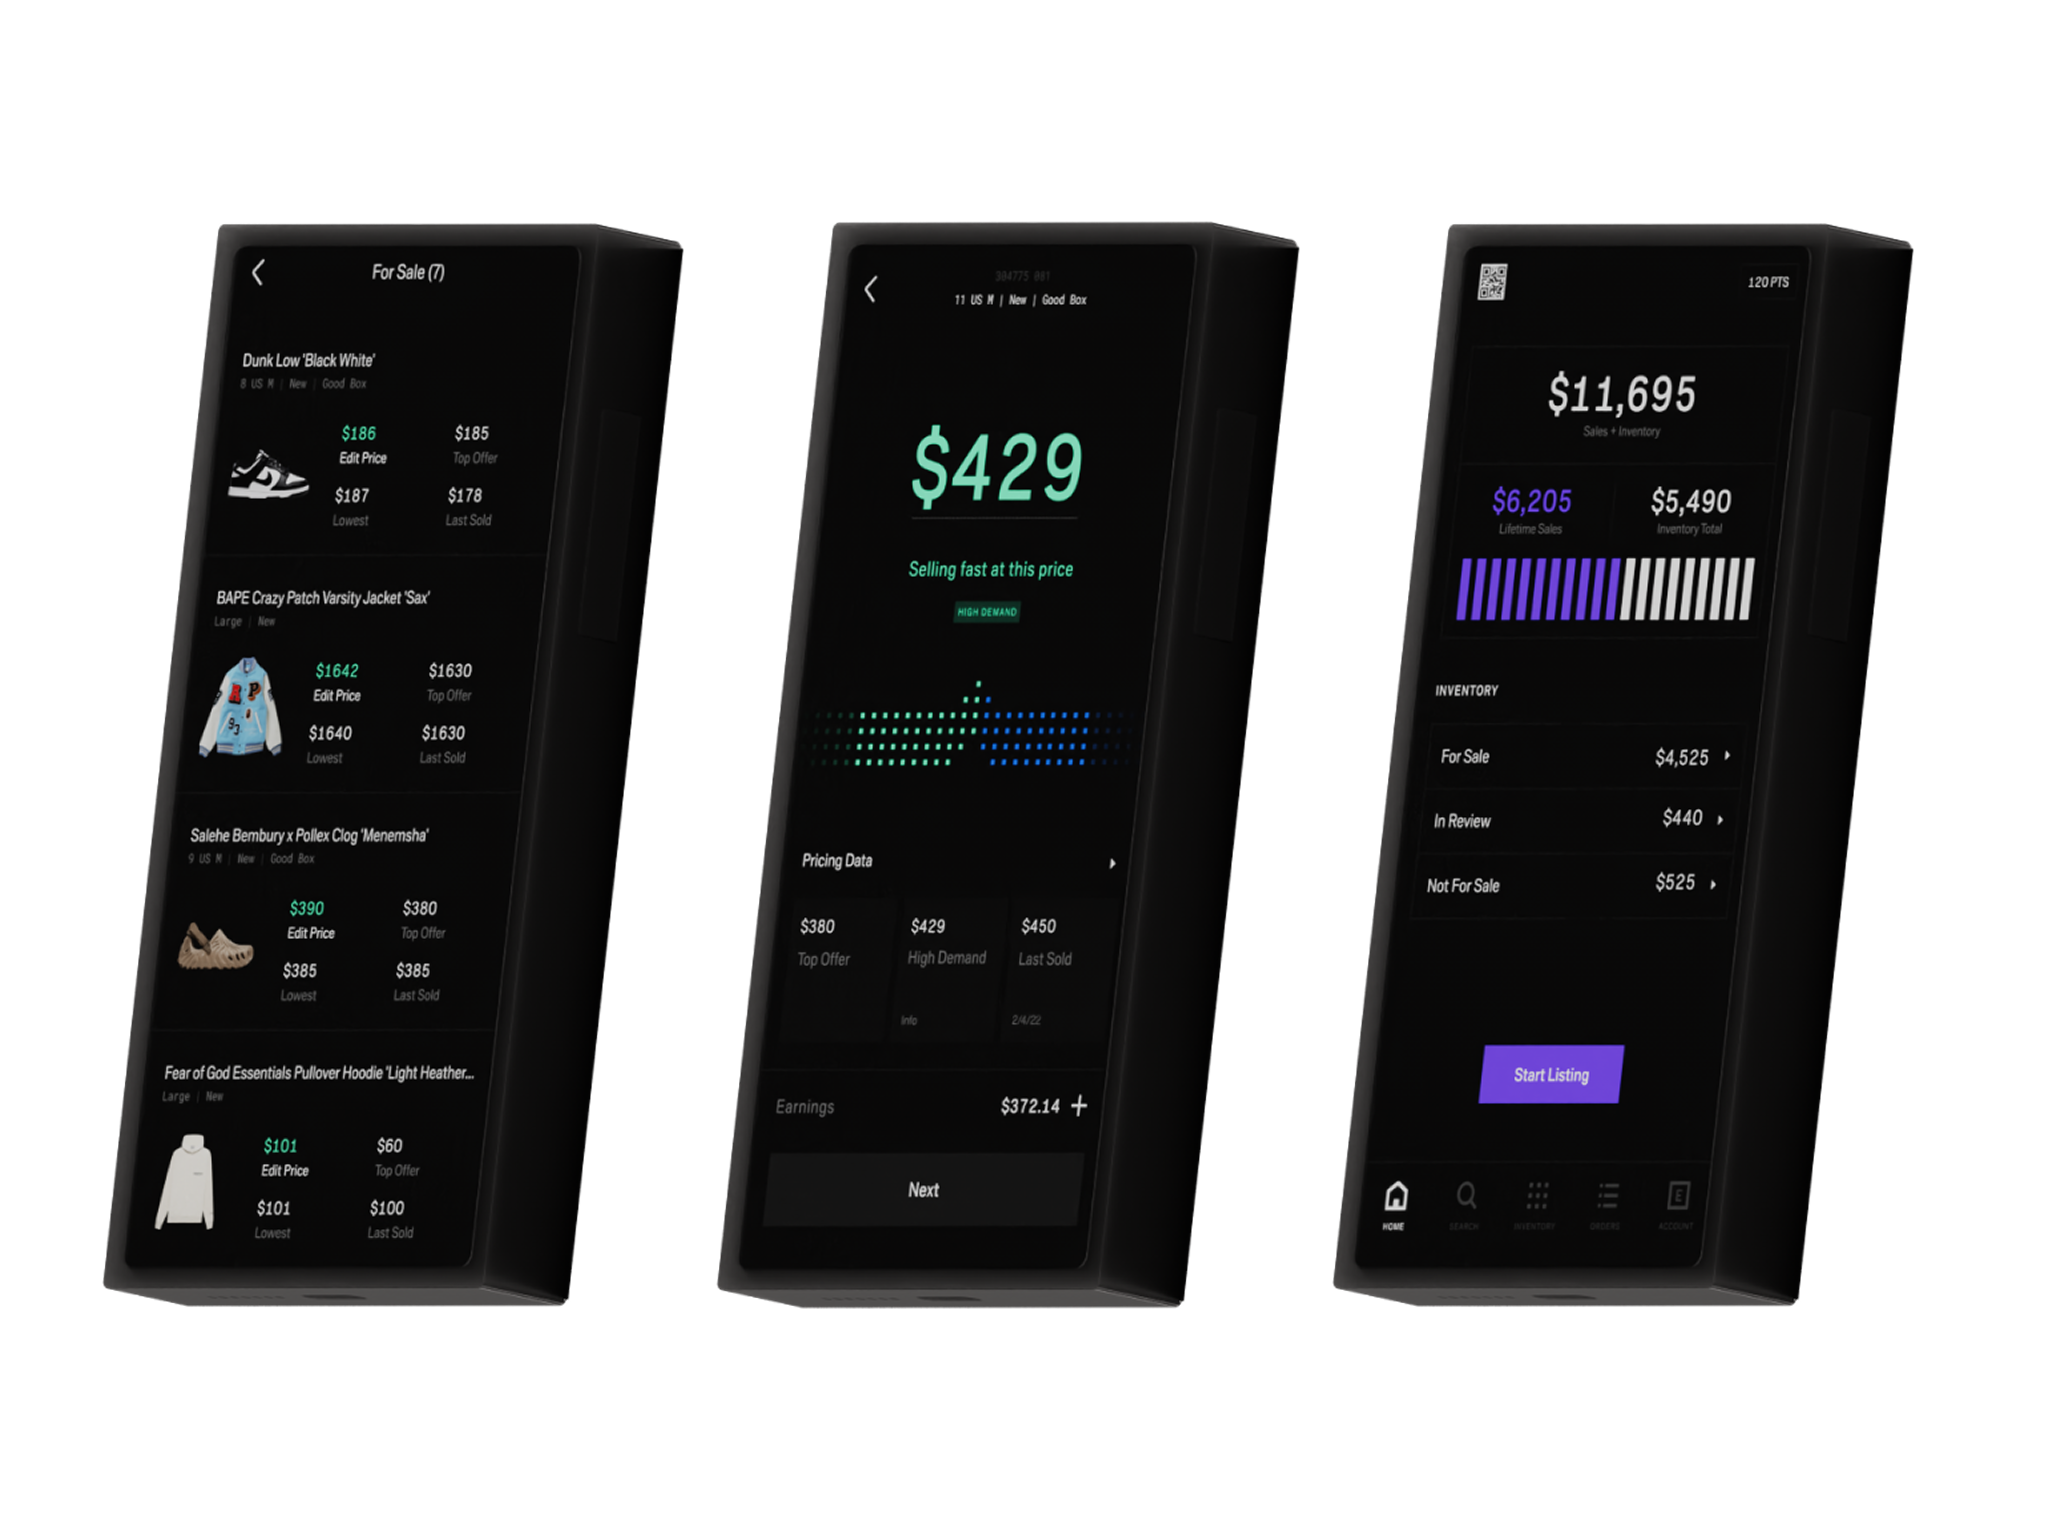 For Sale (7)
Dunk Low 'Black White'
8 US M | New | Good Box
$186 $185
Edit Price Top Offer
$187 $178
Lowest Last Sold
BAPE Crazy Patch Varsity Jacket 'Sax'
Large | New
$1642 $1630
Edit Price Top Offer
$1640 $1630
Lowest Last Sold
Salehe Bembury x Pollex Clog 'Menemsha'
9 US M | New | Good Box
$390 $380
Edit Price Top Offer
$385 $385
Lowest Last Sold
Fear of God Essentials Pullover Hoodie 'Light Heather...
Large | New
$101 $60
Edit Price Top Offer
$101 $100
Lowest Last Sold
304775 001
11 US M | New | Good Box
$429
Selling fast at this price
HIGH DEMAND
Pricing Data
$380 $429 $450
Top Offer High Demand Last Sold
Info 2/4/22
Earnings $372.14
Next
120 PTS
$11,695
Sales + Inventory
$6,205 $5,490
Lifetime Sales Inventory Total
INVENTORY
For Sale $4,525
In Review $440
Not For Sale $525
Start Listing
HOME SEARCH INVENTORY ORDERS ACCOUNT